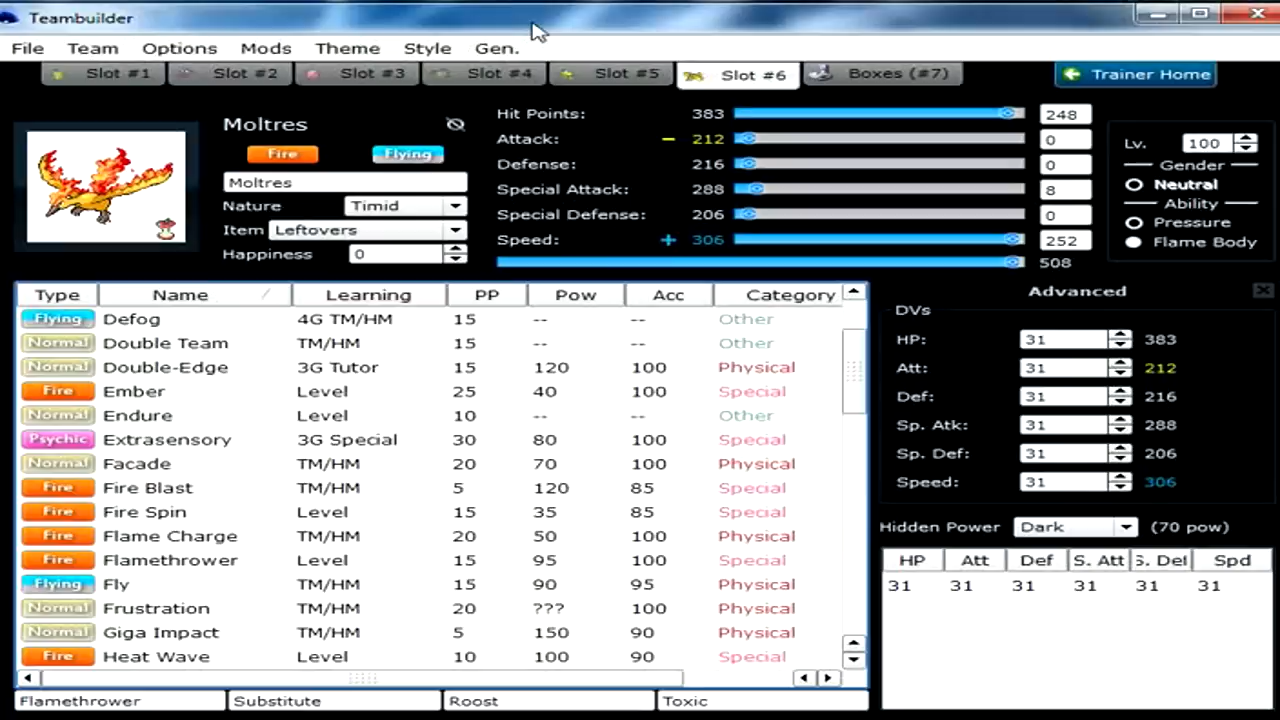 Teambuilder
File Team Options Mods Theme Style Gen.
Slot #1 Slot #2 Slot #3 Slot #4 Slot #5 Slot #6 Boxes (#7) Trainer Home
Moltres
Fire Flying
Moltres
Nature Timid
Item Leftovers
Happiness 0
Hit Points: 383 248
Attack: − 212 0
Defense: 216 0
Special Attack: 288 8
Special Defense: 206 0
Speed: + 306 252
508
Lv. 100
Gender
Neutral
Ability
Pressure
Flame Body
Type Name Learning PP Pow Acc Category
Flying Defog 4G TM/HM 15 -- -- Other
Normal Double Team TM/HM 15 -- -- Other
Normal Double-Edge 3G Tutor 15 120 100 Physical
Fire Ember Level 25 40 100 Special
Normal Endure Level 10 -- -- Other
Psychic Extrasensory 3G Special 30 80 100 Special
Normal Facade TM/HM 20 70 100 Physical
Fire Fire Blast TM/HM 5 120 85 Special
Fire Fire Spin Level 15 35 85 Special
Fire Flame Charge TM/HM 20 50 100 Physical
Fire Flamethrower Level 15 95 100 Special
Flying Fly TM/HM 15 90 95 Physical
Normal Frustration TM/HM 20 ??? 100 Physical
Normal Giga Impact TM/HM 5 150 90 Physical
Fire Heat Wave Level 10 100 90 Special
Flamethrower Substitute Roost Toxic
Advanced
DVs
HP: 31 383
Att: 31 212
Def: 31 216
Sp. Atk: 31 288
Sp. Def: 31 206
Speed: 31 306
Hidden Power Dark (70 pow)
HP Att Def S. Att S. Def Spd
31 31 31 31 31 31